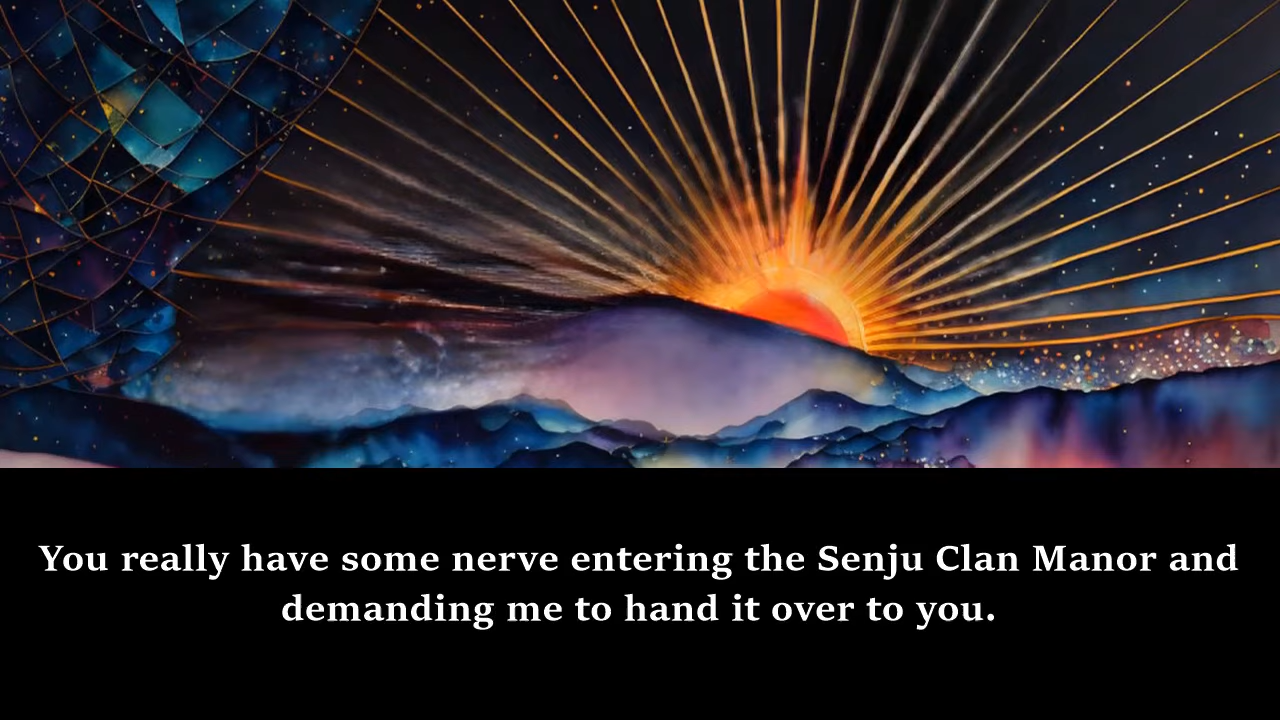 You really have some nerve entering the Senju Clan Manor and
demanding me to hand it over to you.